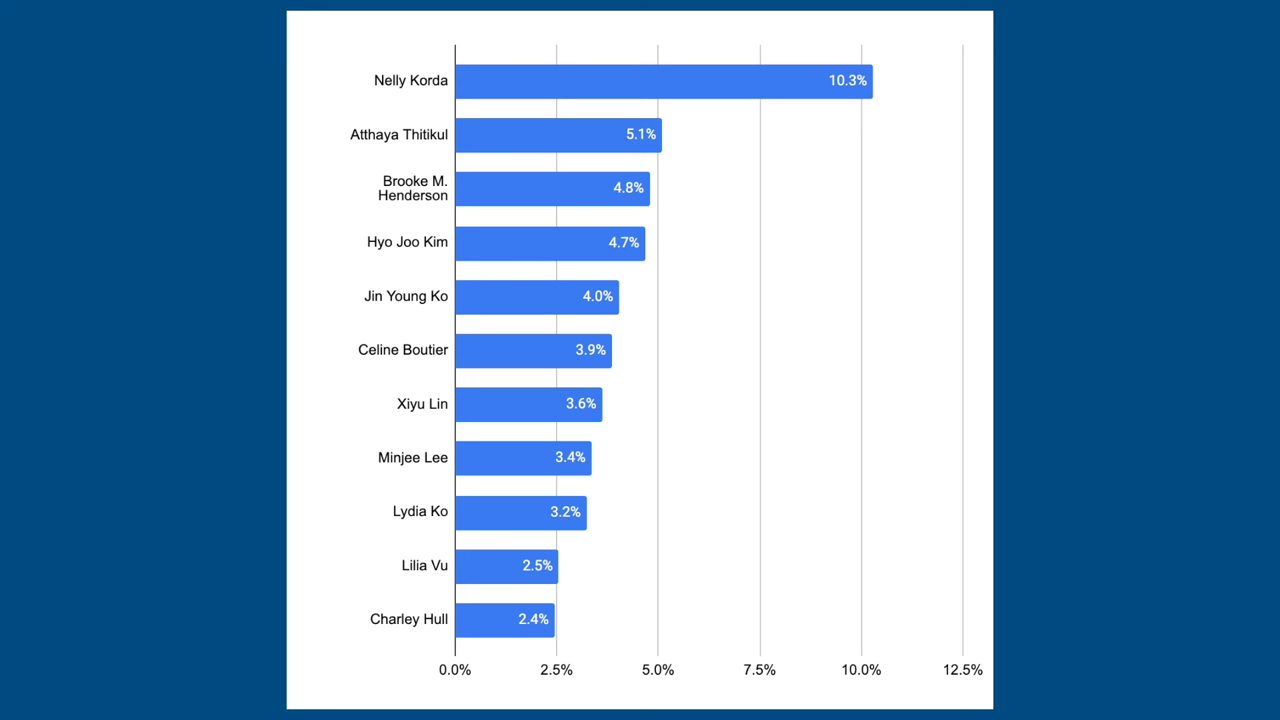 Nelly Korda 10.3%
Atthaya Thitikul 5.1%
Brooke M.
Henderson 4.8%
Hyo Joo Kim 4.7%
Jin Young Ko 4.0%
Celine Boutier 3.9%
Xiyu Lin 3.6%
Minjee Lee 3.4%
Lydia Ko 3.2%
Lilia Vu 2.5%
Charley Hull 2.4%
0.0% 2.5% 5.0% 7.5% 10.0% 12.5%